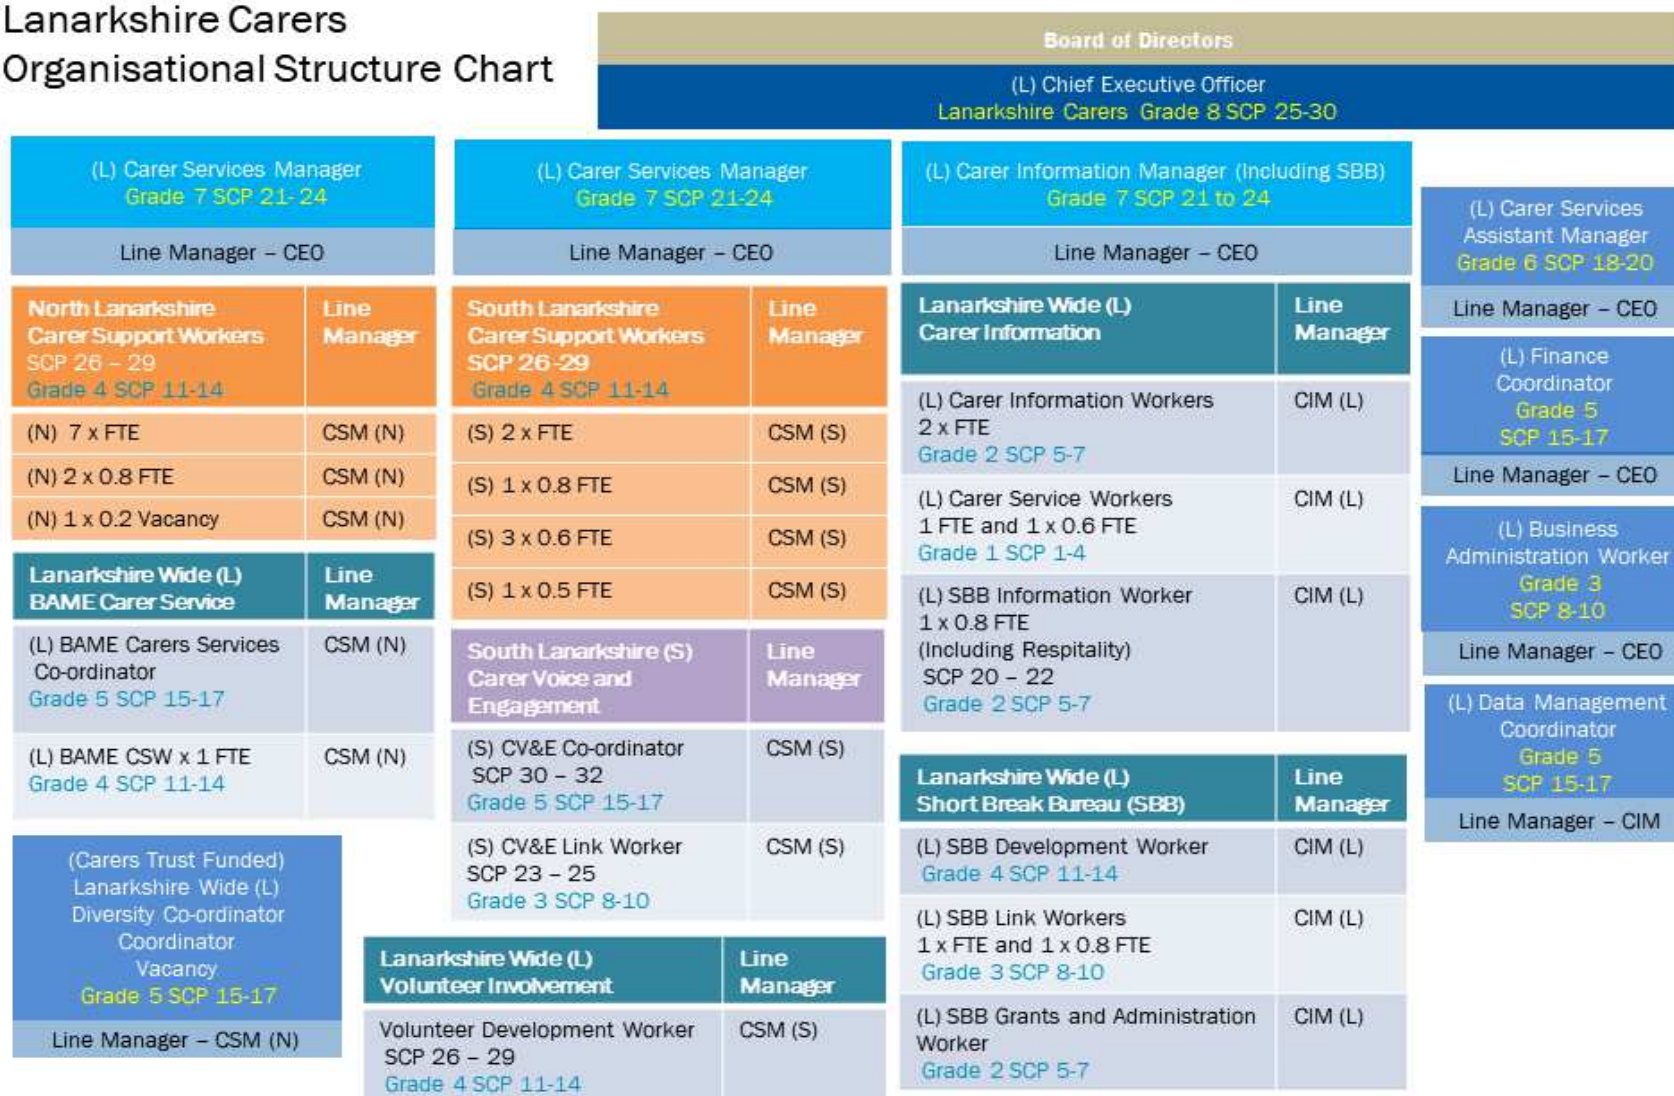 Lanarkshire Carers
Organisational Structure Chart
Board of Directors
(L) Chief Executive Officer
Lanarkshire Carers Grade 8 SCP 25-30
(L) Carer Services Manager
Grade 7 SCP 21- 24
Line Manager – CEO
North Lanarkshire
Carer Support Workers
SCP 26 – 29
Grade 4 SCP 11-14
Line
Manager
(N) 7 x FTE
CSM (N)
(N) 2 x 0.8 FTE
CSM (N)
(N) 1 x 0.2 Vacancy
CSM (N)
Lanarkshire Wide (L)
BAME Carer Service
Line
Manager
(L) BAME Carers Services
Co-ordinator
Grade 5 SCP 15-17
CSM (N)
(L) BAME CSW x 1 FTE
Grade 4 SCP 11-14
CSM (N)
(Carers Trust Funded)
Lanarkshire Wide (L)
Diversity Co-ordinator
Coordinator
Vacancy
Grade 5 SCP 15-17
Line Manager – CSM (N)
(L) Carer Services Manager
Grade 7 SCP 21-24
Line Manager – CEO
South Lanarkshire
Carer Support Workers
SCP 26-29
Grade 4 SCP 11-14
Line
Manager
(S) 2 x FTE
CSM (S)
(S) 1 x 0.8 FTE
CSM (S)
(S) 3 x 0.6 FTE
CSM (S)
(S) 1 x 0.5 FTE
CSM (S)
South Lanarkshire (S)
Carer Voice and
Engagement
Line
Manager
(S) CV&E Co-ordinator
SCP 30 – 32
Grade 5 SCP 15-17
CSM (S)
(S) CV&E Link Worker
SCP 23 – 25
Grade 3 SCP 8-10
CSM (S)
Lanarkshire Wide (L)
Volunteer Involvement
Line
Manager
Volunteer Development Worker
SCP 26 – 29
Grade 4 SCP 11-14
CSM (S)
(L) Carer Information Manager (Including SBB)
Grade 7 SCP 21 to 24
Line Manager – CEO
Lanarkshire Wide (L)
Carer Information
Line
Manager
(L) Carer Information Workers
2 x FTE
Grade 2 SCP 5-7
CIM (L)
(L) Carer Service Workers
1 FTE and 1 x 0.6 FTE
Grade 1 SCP 1-4
CIM (L)
(L) SBB Information Worker
1 x 0.8 FTE
(Including Respitality)
SCP 20 – 22
Grade 2 SCP 5-7
CIM (L)
Lanarkshire Wide (L)
Short Break Bureau (SBB)
Line
Manager
(L) SBB Development Worker
Grade 4 SCP 11-14
CIM (L)
(L) SBB Link Workers
1 x FTE and 1 x 0.8 FTE
Grade 3 SCP 8-10
CIM (L)
(L) SBB Grants and Administration
Worker
Grade 2 SCP 5-7
CIM (L)
(L) Carer Services
Assistant Manager
Grade 6 SCP 18-20
Line Manager – CEO
(L) Finance
Coordinator
Grade 5
SCP 15-17
Line Manager – CEO
(L) Business
Administration Worker
Grade 3
SCP 8-10
Line Manager – CEO
(L) Data Management
Coordinator
Grade 5
SCP 15-17
Line Manager – CIM